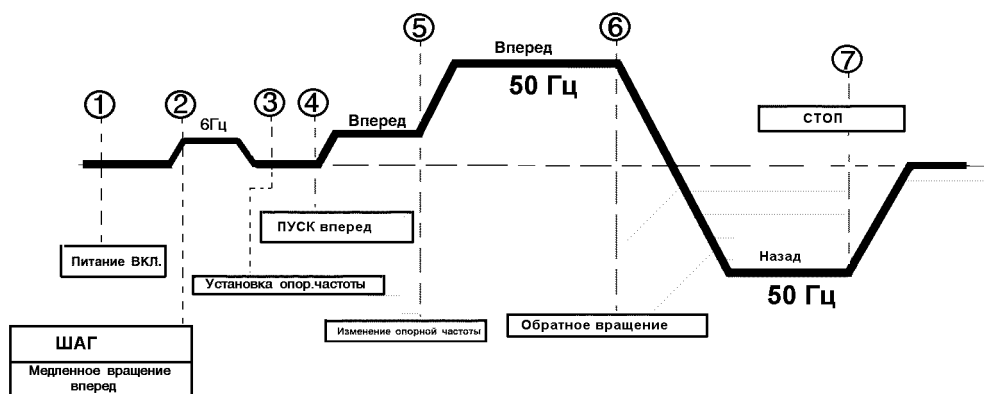 5
6
Вперед
7
50 Гц
1
2
3
4
6Гц
Вперед
СТОП
ПУСК вперед
Питание ВКЛ.
Назад
Установка опор.частоты
50 Гц
Изменение опорной частоты
Обратное вращение
ШАГ
Медленное вращение
вперед